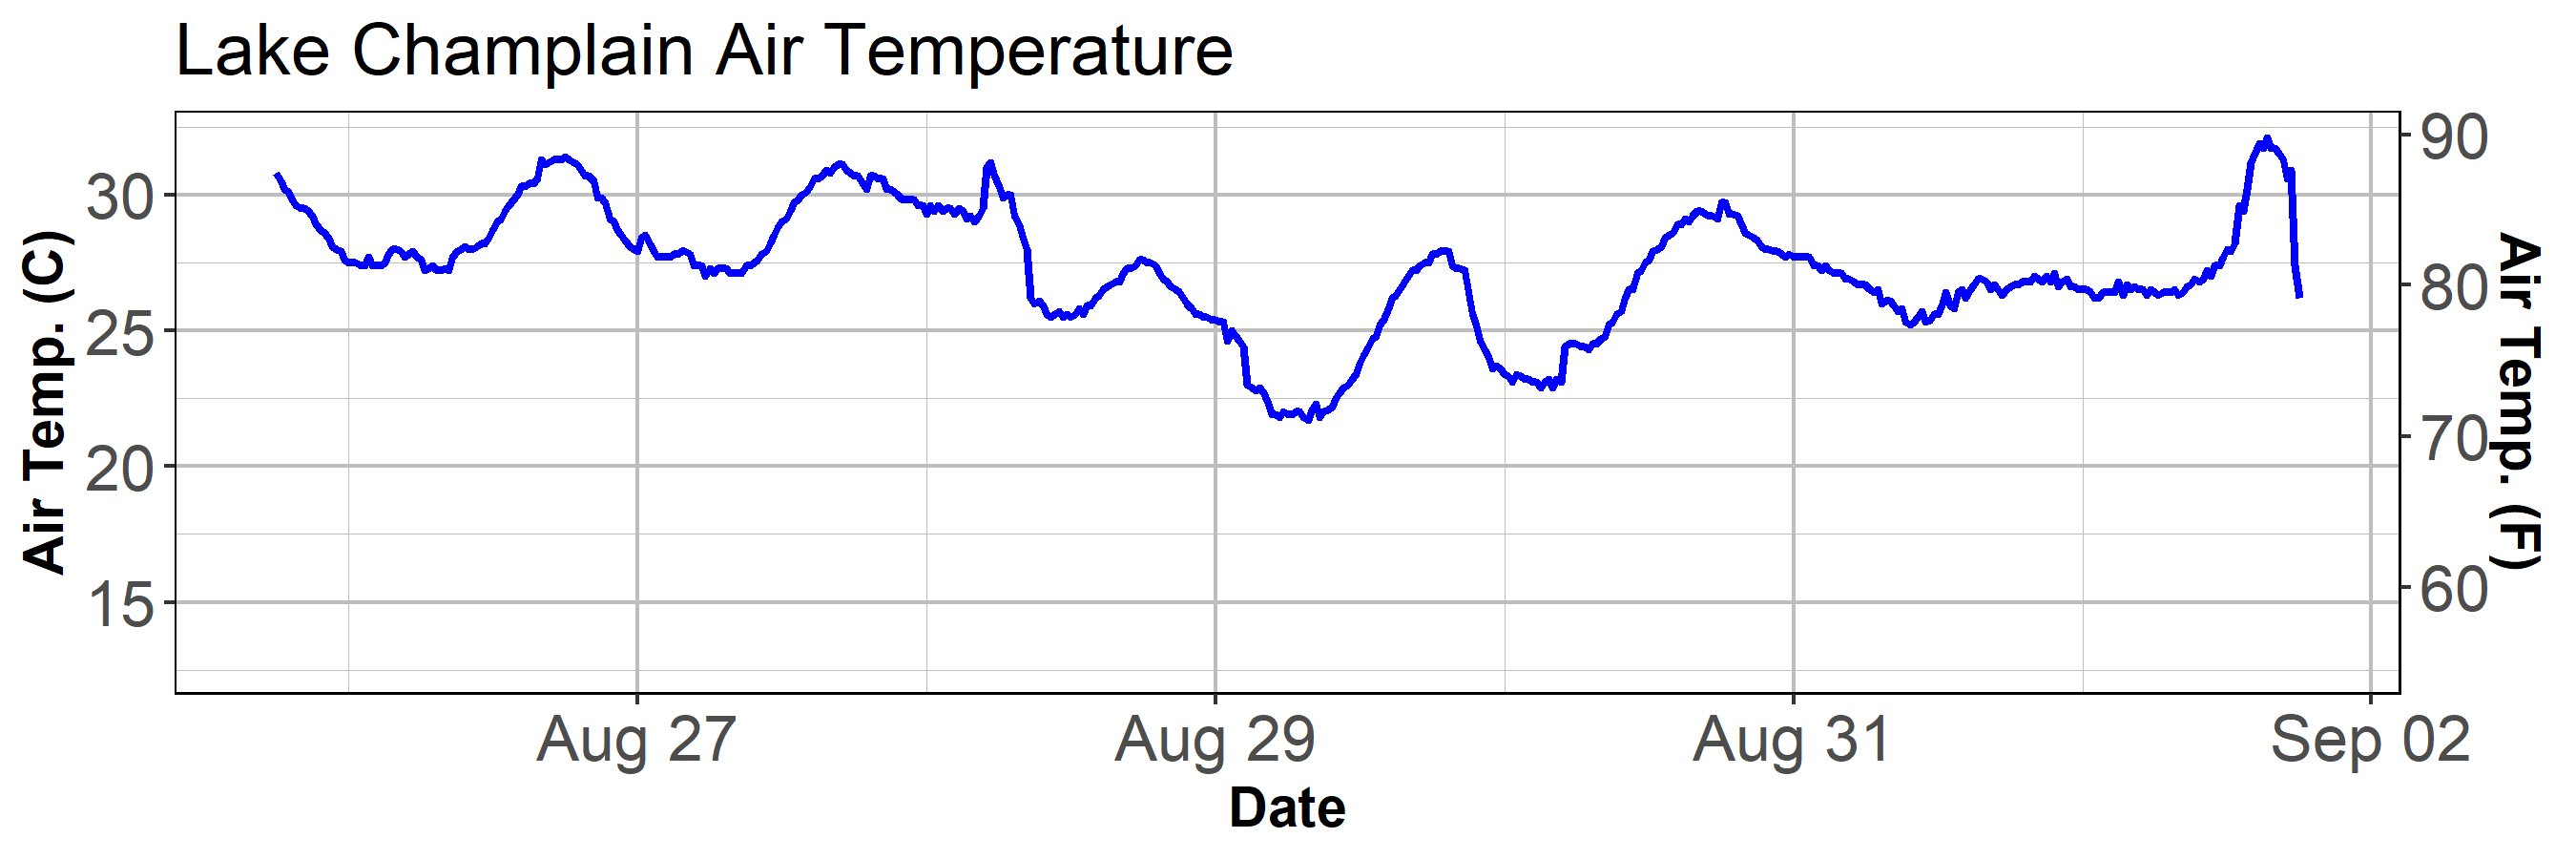 Lake Champlain Air Temperature
Air Temp. (C)
30
25
20
15
90
80
70
60
Air Temp. (F)
Aug 27 Aug 29 Aug 31 Sep 02
Date